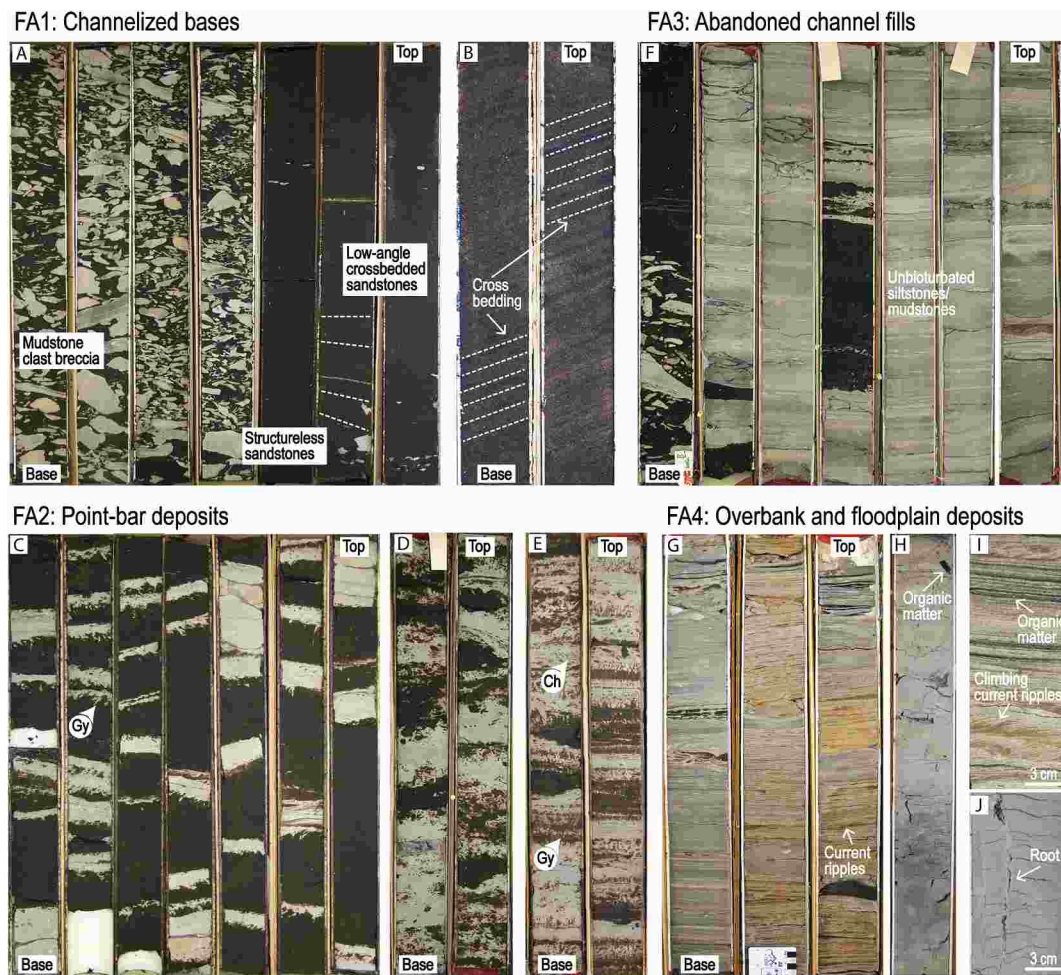 FA1: Channelized bases
FA3: Abandoned channel fills
A
Top
B
Top
F
Top
Low-angle
crossbedded
sandstones
Cross
bedding
Unbioturbated
siltstones/
mudstones
Mudstone
clast breccia
Structureless
sandstones
Base
Base
Base
FA2: Point-bar deposits
FA4: Overbank and floodplain deposits
C
Top
D
Top
E
Top
G
Top
H
I
Organic
matter
Organic
matter
Ch
Climbing
current ripples
Gy
3 cm
J
Gy
Current
ripples
Root
3 cm
Base
Base
Base
Base